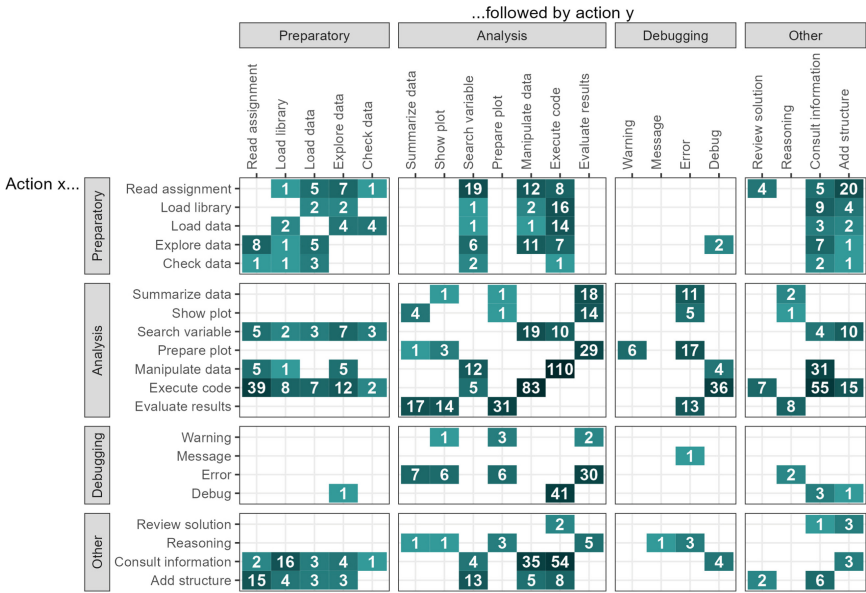 ...followed by action y
Preparatory Analysis Debugging Other
Read assignment
Load library
Load data
Explore data
Check data
Summarize data
Show plot
Search variable
Prepare plot
Manipulate data
Execute code
Evaluate results
Warning
Message
Error
Debug
Review solution
Reasoning
Consult information
Add structure
Action x...
Preparatory
Read assignment 1 5 7 1 19 12 8 4 5 20
Load library 2 2 1 2 16 9 4
Load data 2 4 4 1 1 14 3 2
Explore data 8 1 5 6 11 7 2 7 1
Check data 1 1 3 2 1 2 1
Analysis
Summarize data 1 1 18 11 2
Show plot 4 1 14 5 1
Search variable 5 2 3 7 3 19 10 4 10
Prepare plot 1 3 29 6 17
Manipulate data 5 1 5 12 110 4 31
Execute code 39 8 7 12 2 5 83 36 7 55 15
Evaluate results 17 14 31 13 8
Debugging
Warning 1 3 2
Message 1
Error 7 6 6 30 2
Debug 1 41 3 1
Other
Review solution 2 1 3
Reasoning 1 1 3 5 1 3
Consult information 2 16 3 4 1 4 35 54 4 3
Add structure 15 4 3 3 13 5 8 2 6